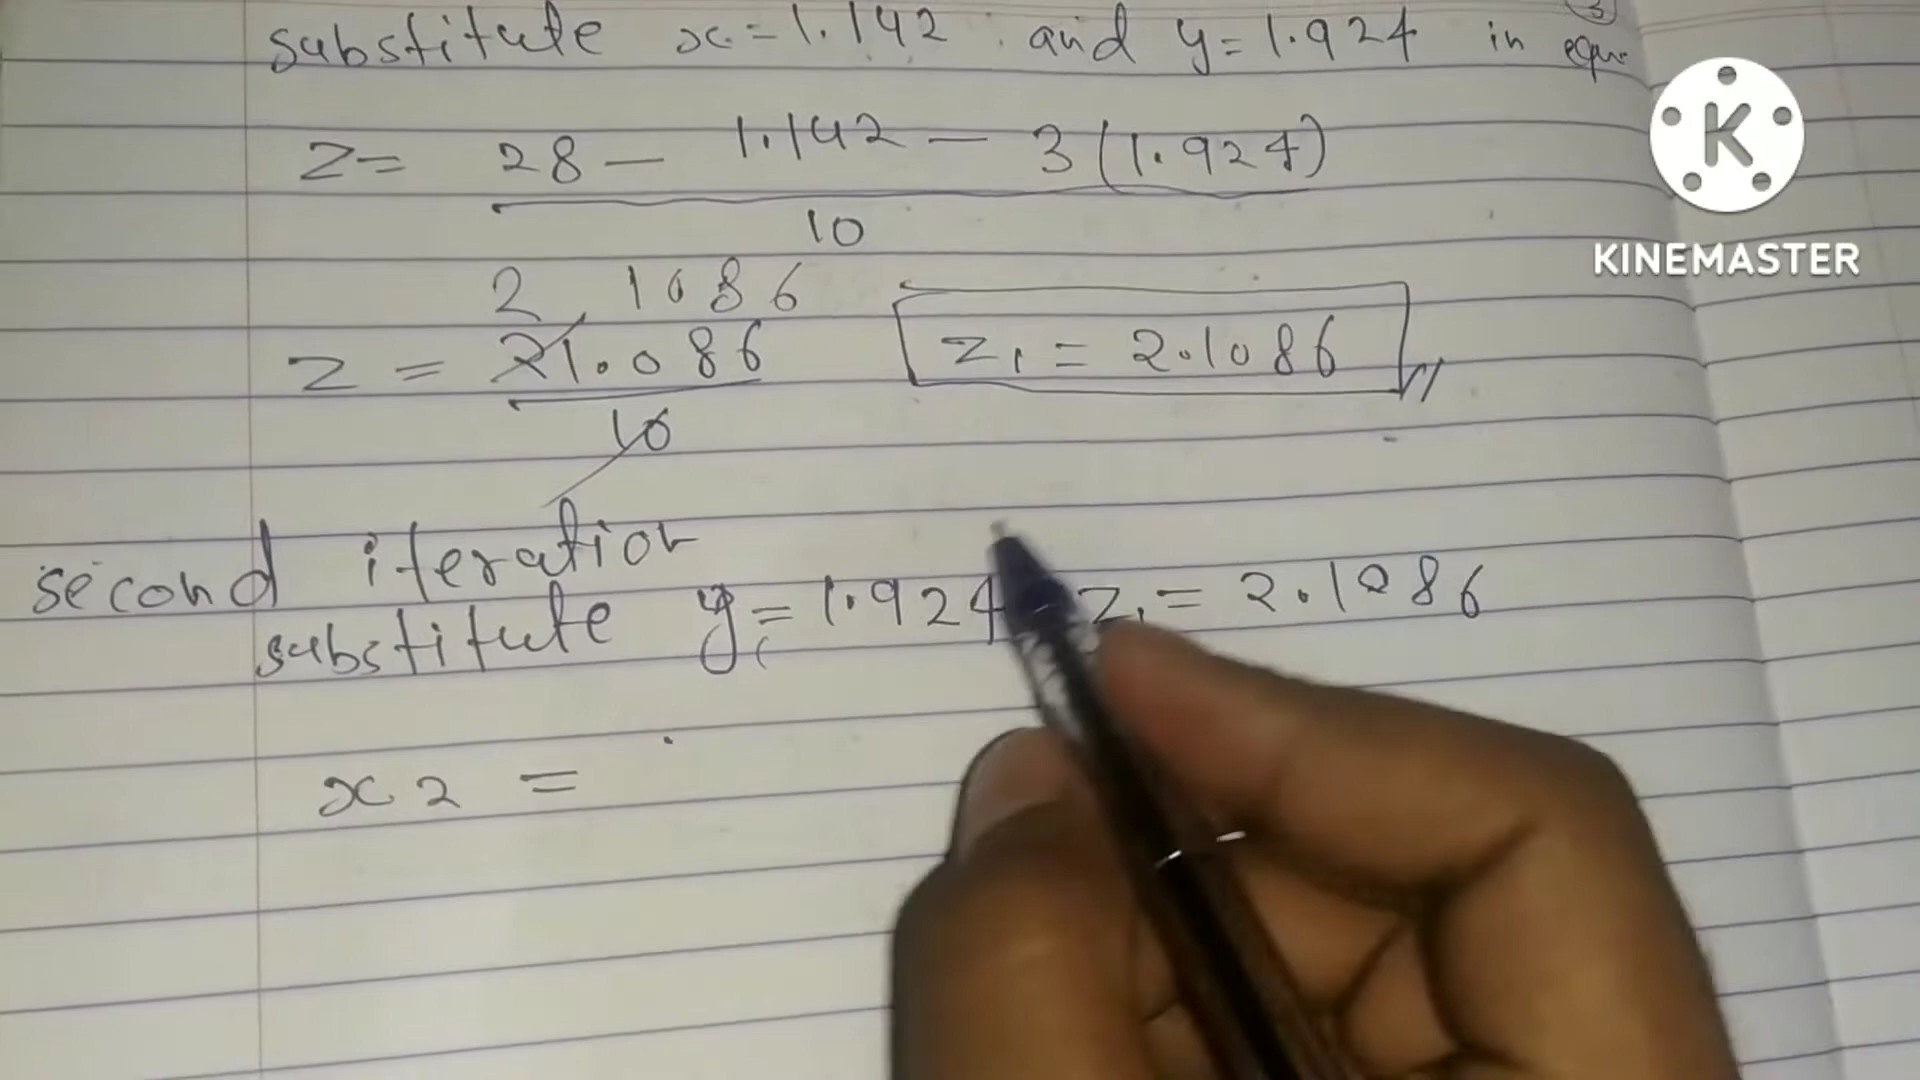 substitute x = 1.142 and y = 1.924 in equ. (3)
z = 28 - 1.142 - 3(1.924)
10
2.1086
z = 21.086
10
z1 = 2.1086
second iteration
substitute y1 = 1.924 z1 = 2.1086
x2 =
K
KINEMASTER